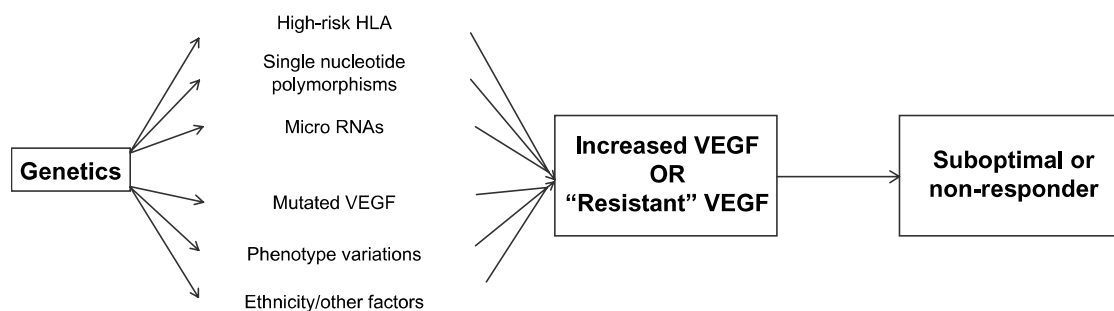 High-risk HLA
Single nucleotide
polymorphisms
Micro RNAs
Genetics
Mutated VEGF
Phenotype variations
Ethnicity/other factors
Increased VEGF
OR
“Resistant” VEGF
Suboptimal or
non-responder